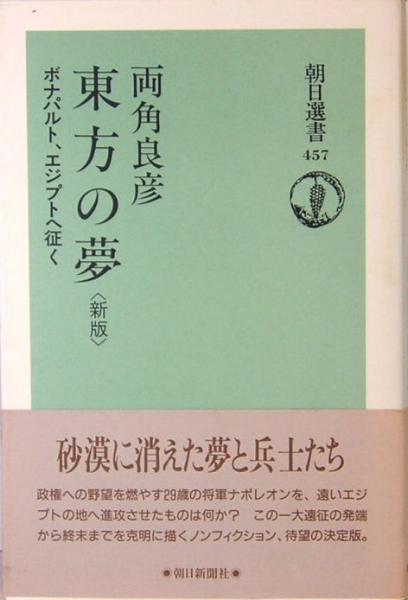 朝日選書
457
両角良彦
東方の夢
〈新版〉
ボナパルト、エジプトへ征く
砂漠に消えた夢と兵士たち
政権への野望を燃やす29歳の将軍ナポレオンを、遠いエジ
プトの地へ進攻させたものは何か？　この一大遠征の発端
から終末までを克明に描くノンフィクション、待望の決定版。
●朝日新聞社●